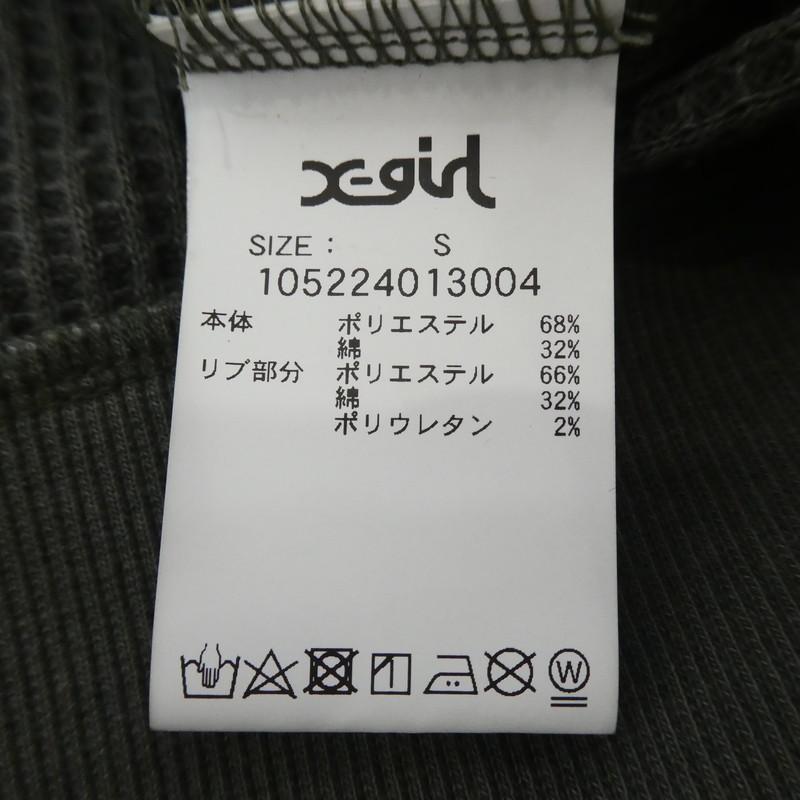 X-girl
SIZE : S
105224013004
本体 ポリエステル 68%
綿 32%
リブ部分 ポリエステル 66%
綿 32%
ポリウレタン 2%
W